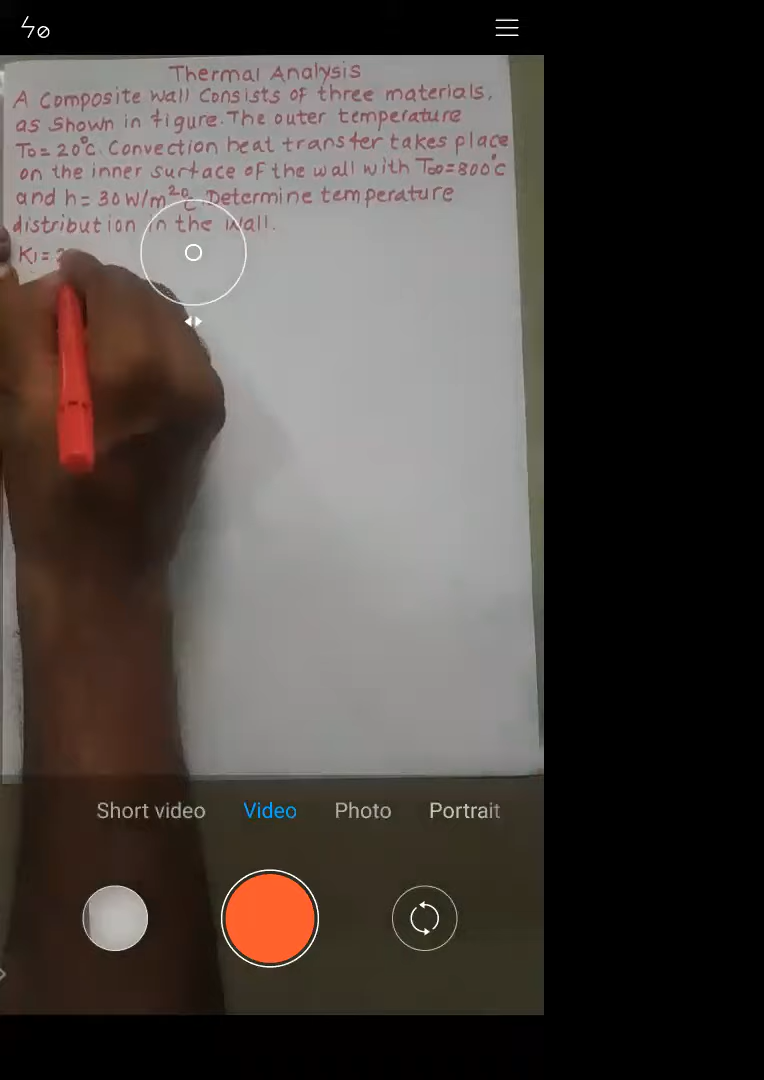 Thermal Analysis
A Composite wall Consists of three materials,
as Shown in figure. The outer temperature
T0 = 20°C. Convection heat transfer takes place
on the inner surface of the wall with T∞ = 800°C
and h = 30 W/m²°C. Determine temperature
distribution in the wall.
K1 =
Short video Video Photo Portrait